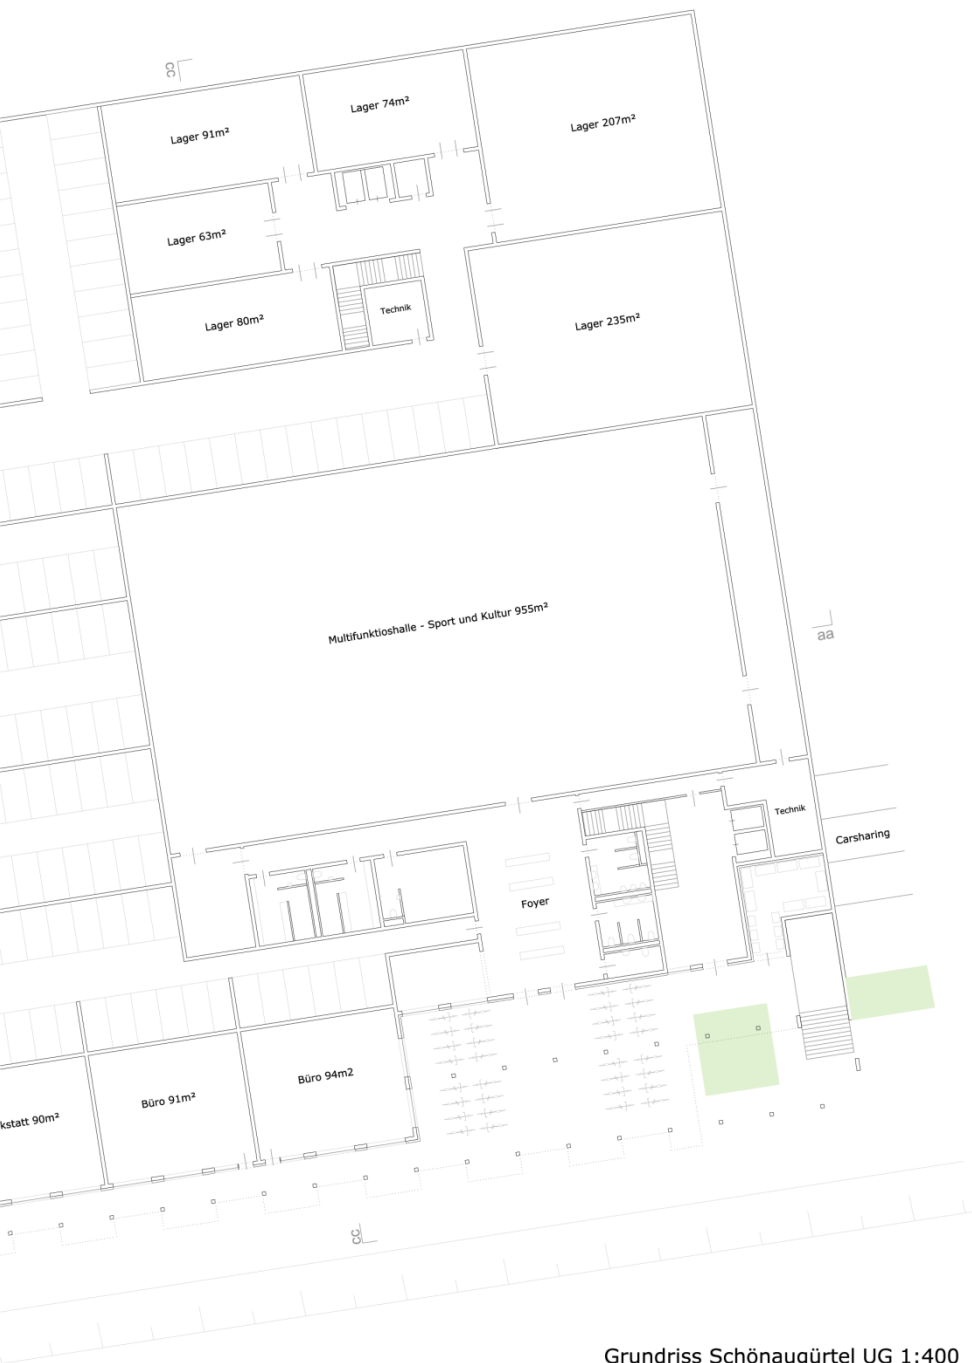 cc
Lager 74m²
Lager 91m²
Lager 207m²
Lager 63m²
Lager 80m²
Technik
Lager 235m²
Multifunktioshalle - Sport und Kultur 955m²
aa
Technik
Carsharing
Foyer
Büro 94m2
Büro 91m²
kstatt 90m²
cc
Grundriss Schönaugürtel UG 1:400